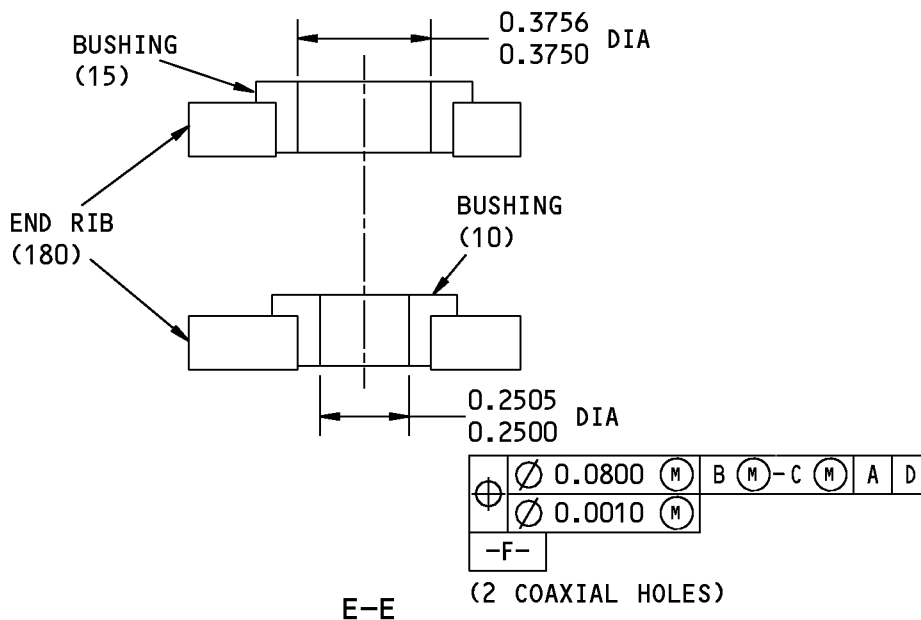 0.3756
0.3750 DIA
BUSHING
(15)
END RIB
(180)
BUSHING
(10)
0.2505
0.2500 DIA
⌖ ∅ 0.0800 Ⓜ B Ⓜ-C Ⓜ A D
∅ 0.0010 Ⓜ
-F-
(2 COAXIAL HOLES)
E-E